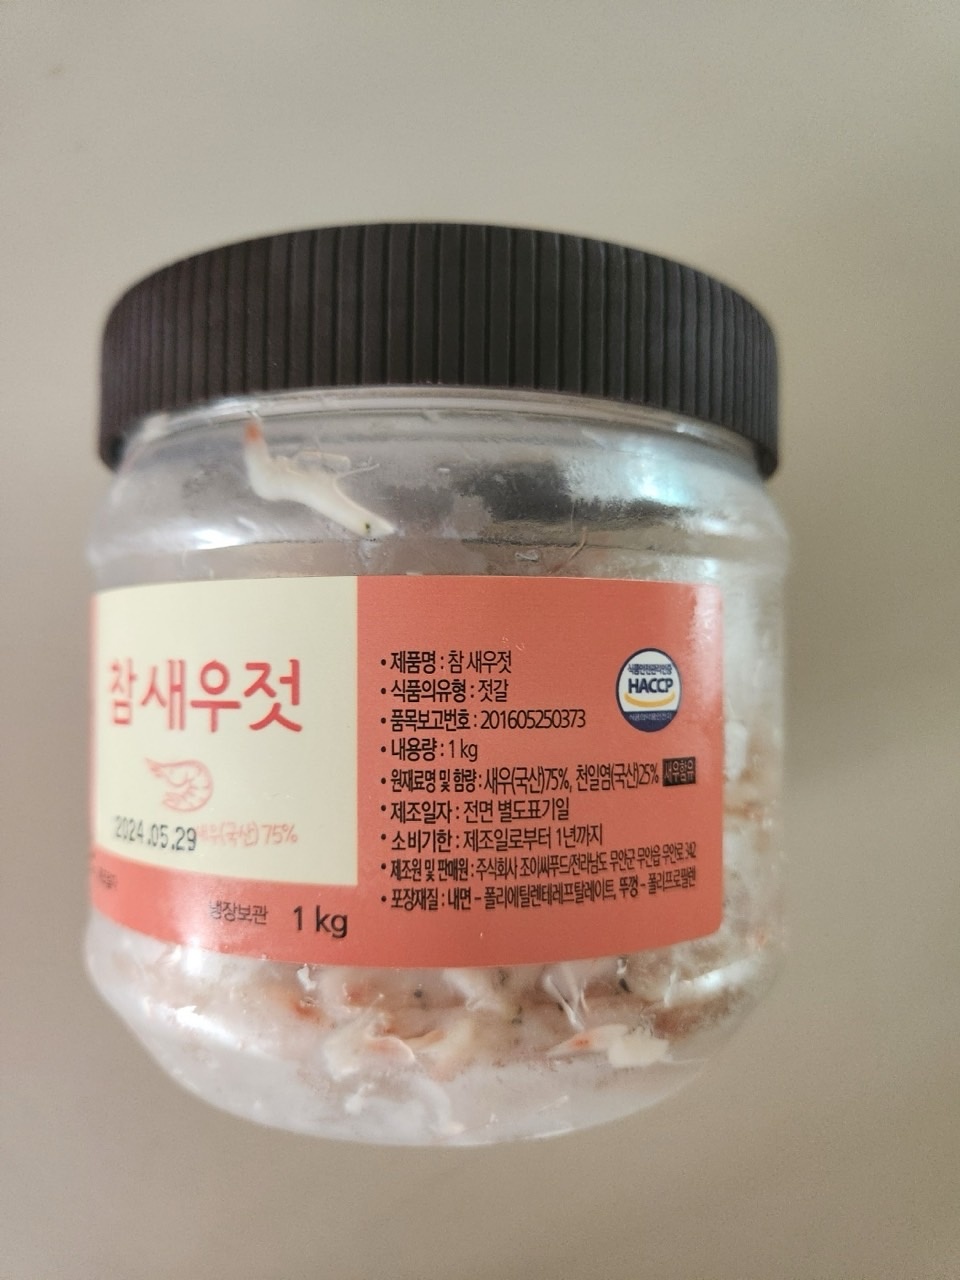 참새우젓
2024.05.29
새우(국산) 75%
냉장보관 1 kg
• 제품명 : 참 새우젓
• 식품의유형 : 젓갈
• 품목보고번호 : 201605250373
• 내용량 : 1 kg
• 원재료명 및 함량 : 새우(국산)75%, 천일염(국산)25% 새우함유
• 제조일자 : 전면 별도표기일
• 소비기한 : 제조일로부터 1년까지
• 제조원 및 판매원 : 주식회사 조이씨푸드/전라남도 무안군 무안읍 무안로 342
• 포장재질 : 내면 - 폴리에틸렌테레프탈레이트, 뚜껑 - 폴리프로필렌
식품안전관리인증
HACCP